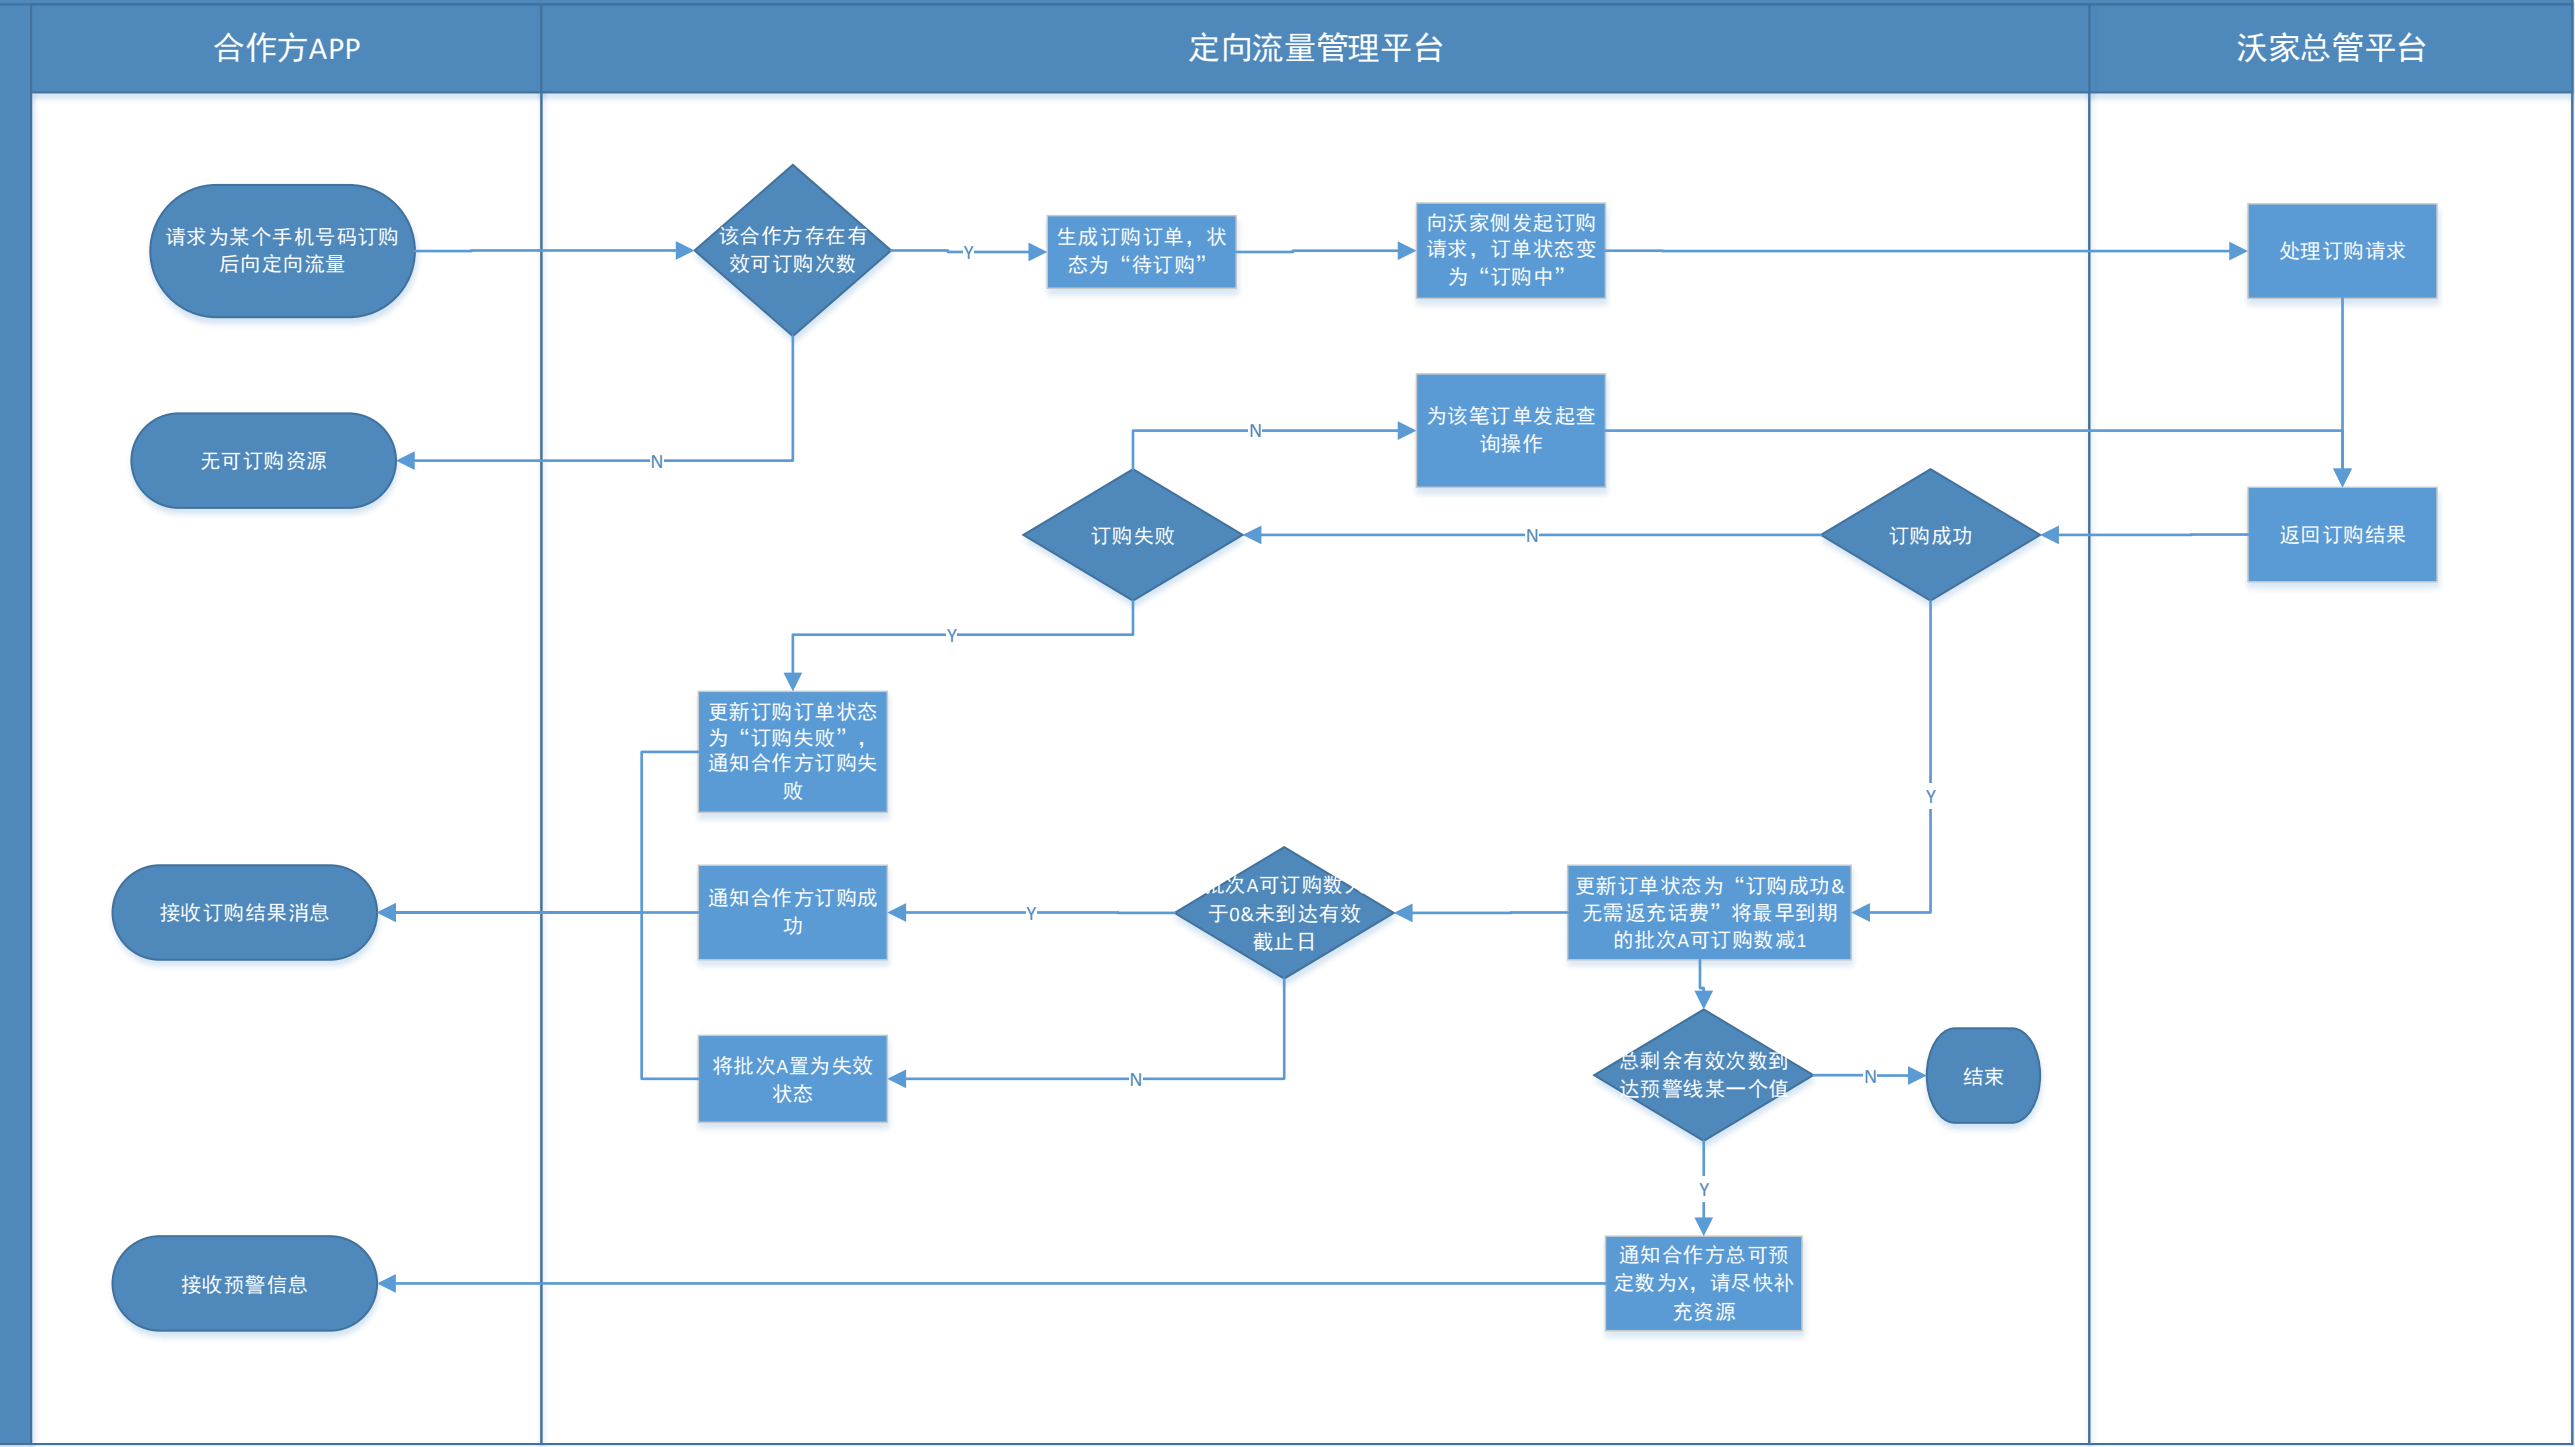 合作方APP
定向流量管理平台
沃家总管平台
请求为某个手机号码订购
后向定向流量
该合作方存在有
效可订购次数
Y
生成订购订单，状
态为“待订购”
向沃家侧发起订购
请求，订单状态变
为“订购中”
处理订购请求
N
为该笔订单发起查
询操作
无可订购资源
N
订购失败
N
订购成功
返回订购结果
Y
更新订购订单状态
为“订购失败”，
通知合作方订购失
败
Y
接收订购结果消息
通知合作方订购成
功
Y
批次A可订购数大
于0&未到达有效
截止日
更新订单状态为“订购成功&
无需返充话费”将最早到期
的批次A可订购数减1
将批次A置为失效
状态
N
总剩余有效次数到
达预警线某一个值
N
结束
Y
接收预警信息
通知合作方总可预
定数为X，请尽快补
充资源